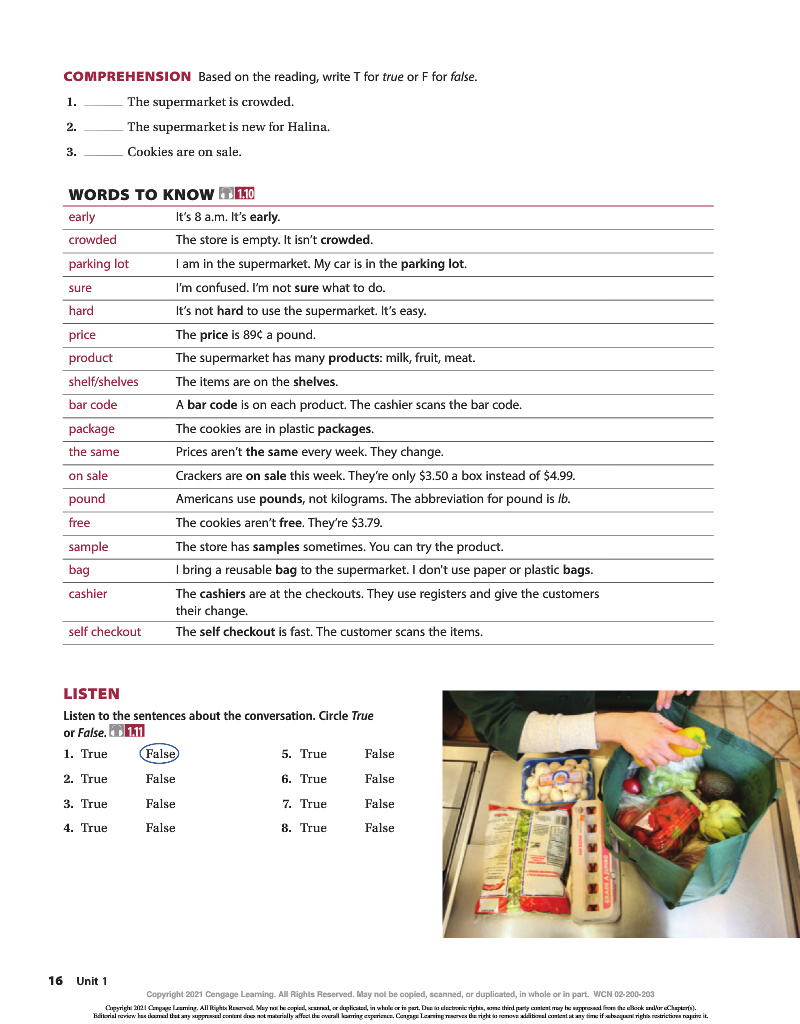 COMPREHENSION Based on the reading, write T for true or F for false.
1. ______ The supermarket is crowded.
2. ______ The supermarket is new for Halina.
3. ______ Cookies are on sale.
WORDS TO KNOW 1.10
early It's 8 a.m. It's early.
crowded The store is empty. It isn't crowded.
parking lot I am in the supermarket. My car is in the parking lot.
sure I'm confused. I'm not sure what to do.
hard It's not hard to use the supermarket. It's easy.
price The price is 89¢ a pound.
product The supermarket has many products: milk, fruit, meat.
shelf/shelves The items are on the shelves.
bar code A bar code is on each product. The cashier scans the bar code.
package The cookies are in plastic packages.
the same Prices aren't the same every week. They change.
on sale Crackers are on sale this week. They're only $3.50 a box instead of $4.99.
pound Americans use pounds, not kilograms. The abbreviation for pound is lb.
free The cookies aren't free. They're $3.79.
sample The store has samples sometimes. You can try the product.
bag I bring a reusable bag to the supermarket. I don't use paper or plastic bags.
cashier The cashiers are at the checkouts. They use registers and give the customers
their change.
self checkout The self checkout is fast. The customer scans the items.
LISTEN
Listen to the sentences about the conversation. Circle True
or False. 1.11
1. True False 5. True False
2. True False 6. True False
3. True False 7. True False
4. True False 8. True False
16 Unit 1
Copyright 2021 Cengage Learning. All Rights Reserved. May not be copied, scanned, or duplicated, in whole or in part. WCN 02-200-203
Copyright 2021 Cengage Learning. All Rights Reserved. May not be copied, scanned, or duplicated, in whole or in part. Due to electronic rights, some third party content may be suppressed from the eBook and/or eChapter(s).
Editorial review has deemed that any suppressed content does not materially affect the overall learning experience. Cengage Learning reserves the right to remove additional content at any time if subsequent rights restrictions require it.